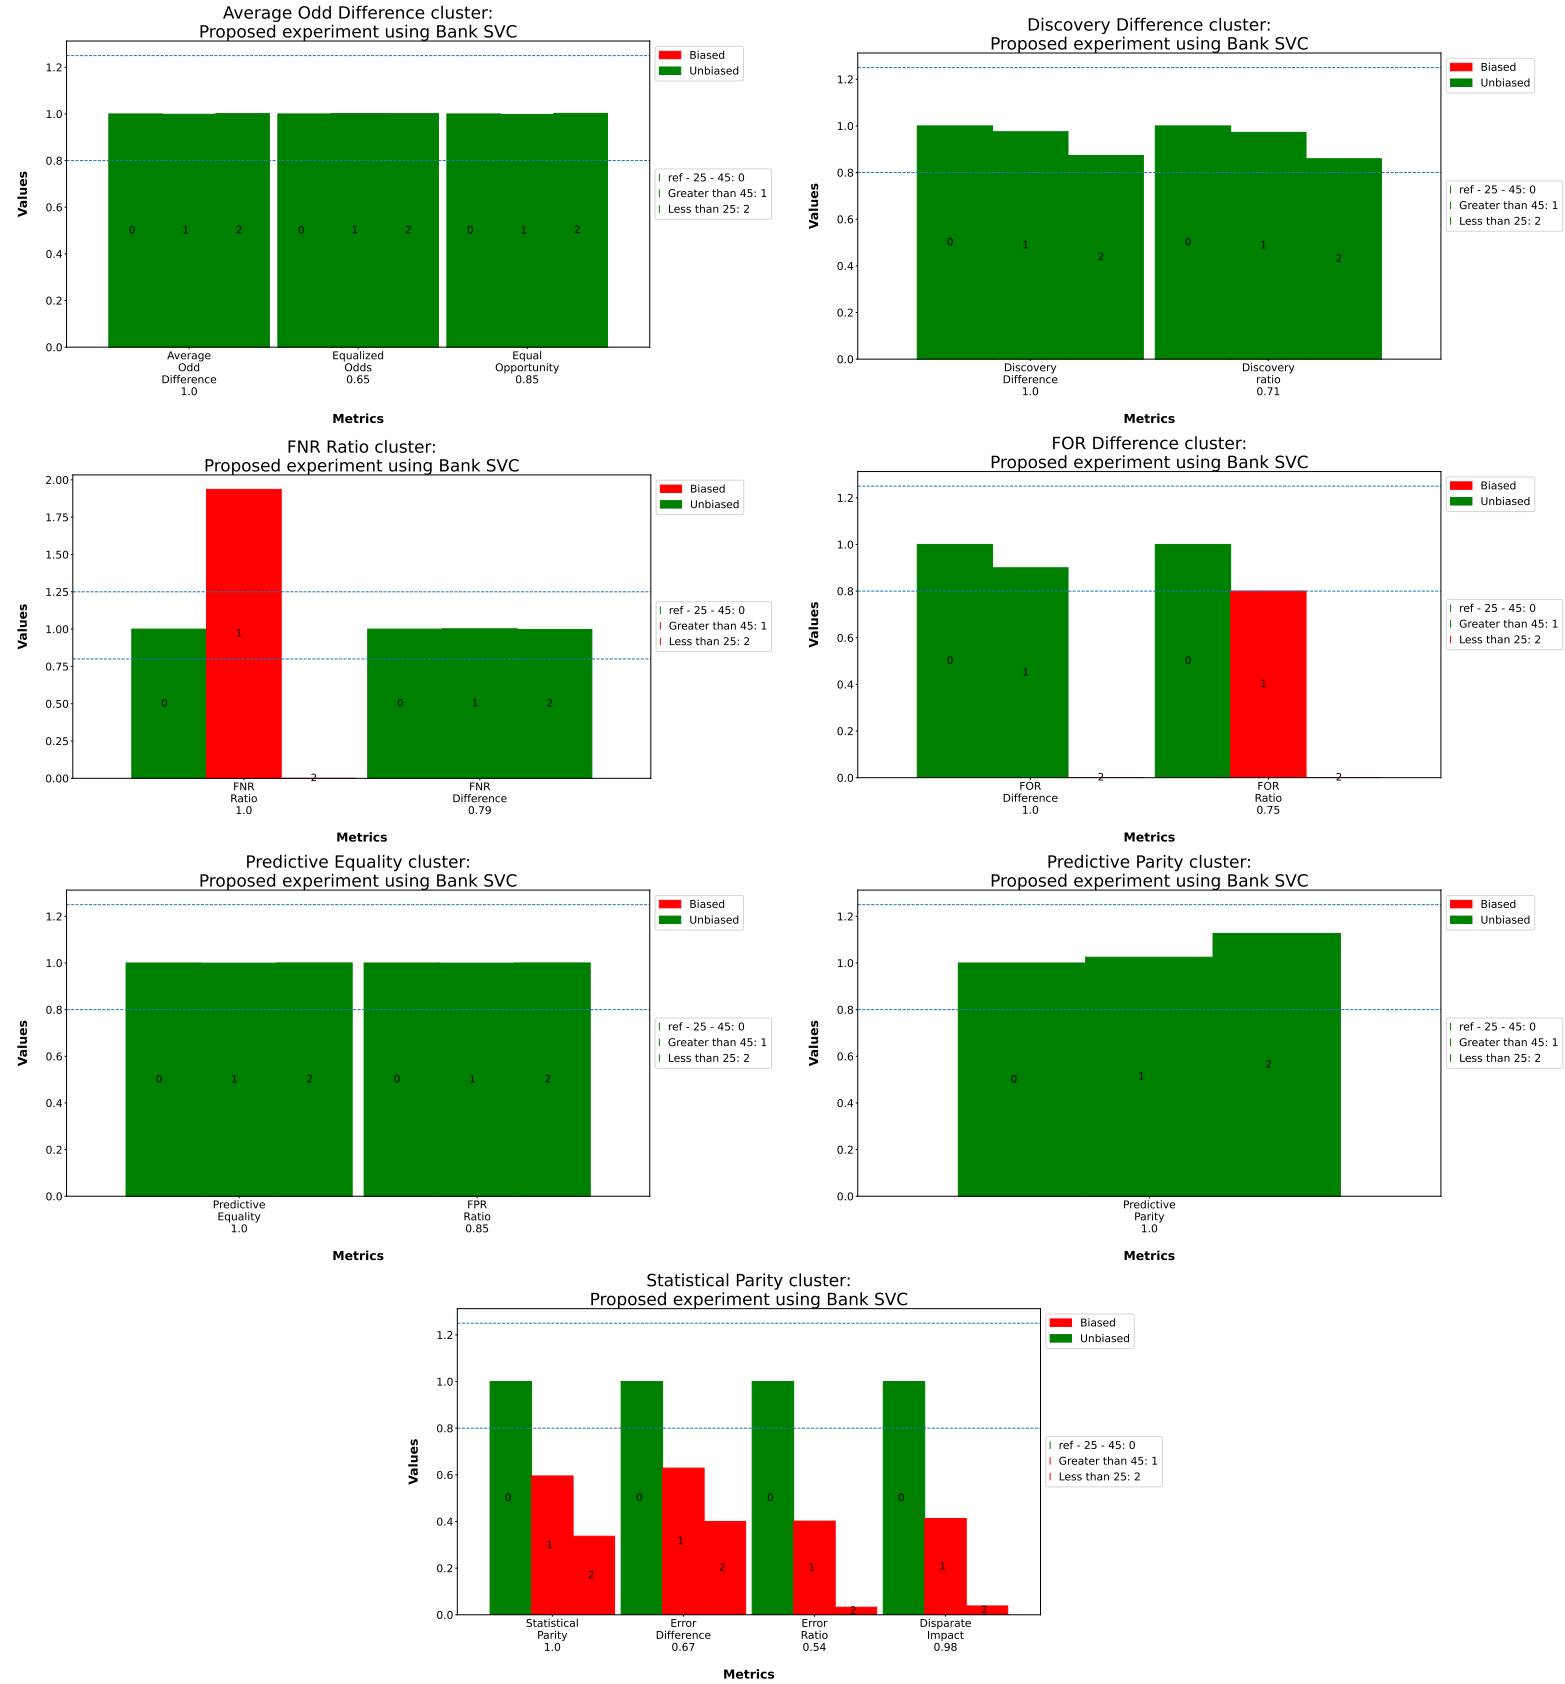 Average Odd Difference cluster:
Proposed experiment using Bank SVC
Biased
Unbiased
1.2
1.0
0.8
0.6
0.4
0.2
0.0
Values
0 1 2 0 1 2 0 1 2
ref - 25 - 45: 0
Greater than 45: 1
Less than 25: 2
Average
Odd
Difference
1.0
Equalized
Odds
0.65
Equal
Opportunity
0.85
Metrics
Discovery Difference cluster:
Proposed experiment using Bank SVC
Biased
Unbiased
1.2
1.0
0.8
0.6
0.4
0.2
0.0
Values
0 1 2 0 1 2
ref - 25 - 45: 0
Greater than 45: 1
Less than 25: 2
Discovery
Difference
1.0
Discovery
ratio
0.71
Metrics
FNR Ratio cluster:
Proposed experiment using Bank SVC
Biased
Unbiased
2.00
1.75
1.50
1.25
1.00
0.75
0.50
0.25
0.00
Values
0 1 2 0 1 2
ref - 25 - 45: 0
Greater than 45: 1
Less than 25: 2
FNR
Ratio
1.0
FNR
Difference
0.79
Metrics
FOR Difference cluster:
Proposed experiment using Bank SVC
Biased
Unbiased
1.2
1.0
0.8
0.6
0.4
0.2
0.0
Values
0 1 2 0 1 2
ref - 25 - 45: 0
Greater than 45: 1
Less than 25: 2
FOR
Difference
1.0
FOR
Ratio
0.75
Metrics
Predictive Equality cluster:
Proposed experiment using Bank SVC
Biased
Unbiased
1.2
1.0
0.8
0.6
0.4
0.2
0.0
Values
0 1 2 0 1 2
ref - 25 - 45: 0
Greater than 45: 1
Less than 25: 2
Predictive
Equality
1.0
FPR
Ratio
0.85
Metrics
Predictive Parity cluster:
Proposed experiment using Bank SVC
Biased
Unbiased
1.2
1.0
0.8
0.6
0.4
0.2
0.0
Values
0 1 2
ref - 25 - 45: 0
Greater than 45: 1
Less than 25: 2
Predictive
Parity
1.0
Metrics
Statistical Parity cluster:
Proposed experiment using Bank SVC
Biased
Unbiased
1.2
1.0
0.8
0.6
0.4
0.2
0.0
Values
0 1 2 0 1 2 0 1 2 0 1 2
ref - 25 - 45: 0
Greater than 45: 1
Less than 25: 2
Statistical
Parity
1.0
Error
Difference
0.67
Error
Ratio
0.54
Disparate
Impact
0.98
Metrics